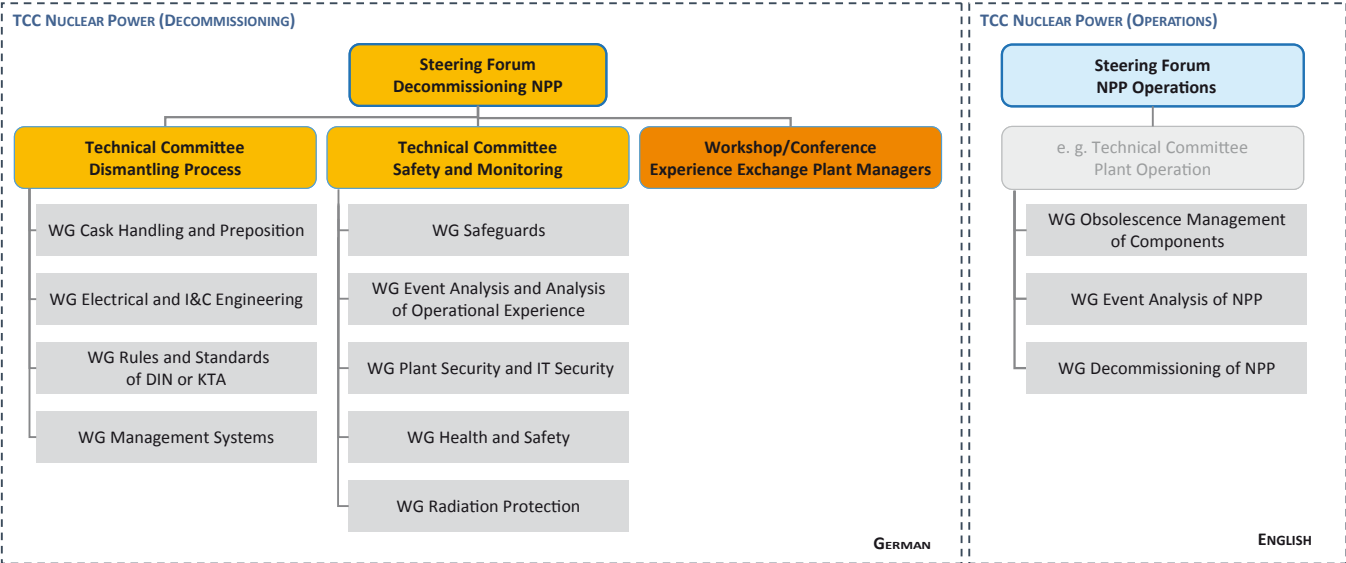 TCC NUCLEAR POWER (DECOMMISSIONING)
Steering Forum
Decommissioning NPP
Technical Committee
Dismantling Process
WG Cask Handling and Preposition
WG Electrical and I&C Engineering
WG Rules and Standards
of DIN or KTA
WG Management Systems
Technical Committee
Safety and Monitoring
WG Safeguards
WG Event Analysis and Analysis
of Operational Experience
WG Plant Security and IT Security
WG Health and Safety
WG Radiation Protection
Workshop/Conference
Experience Exchange Plant Managers
GERMAN
TCC NUCLEAR POWER (OPERATIONS)
Steering Forum
NPP Operations
e. g. Technical Committee
Plant Operation
WG Obsolescence Management
of Components
WG Event Analysis of NPP
WG Decommissioning of NPP
ENGLISH